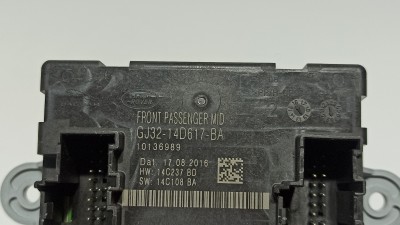 FRONT PASSENGER MID
GJ32-14D617-BA
10136989
Dat. 17.08.2016
HW: 14C237 BD
SW: 14C108 BA